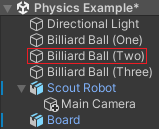 Physics Example*
Directional Light
Billiard Ball (One)
Billiard Ball (Two)
Billiard Ball (Three)
Scout Robot
Main Camera
Board